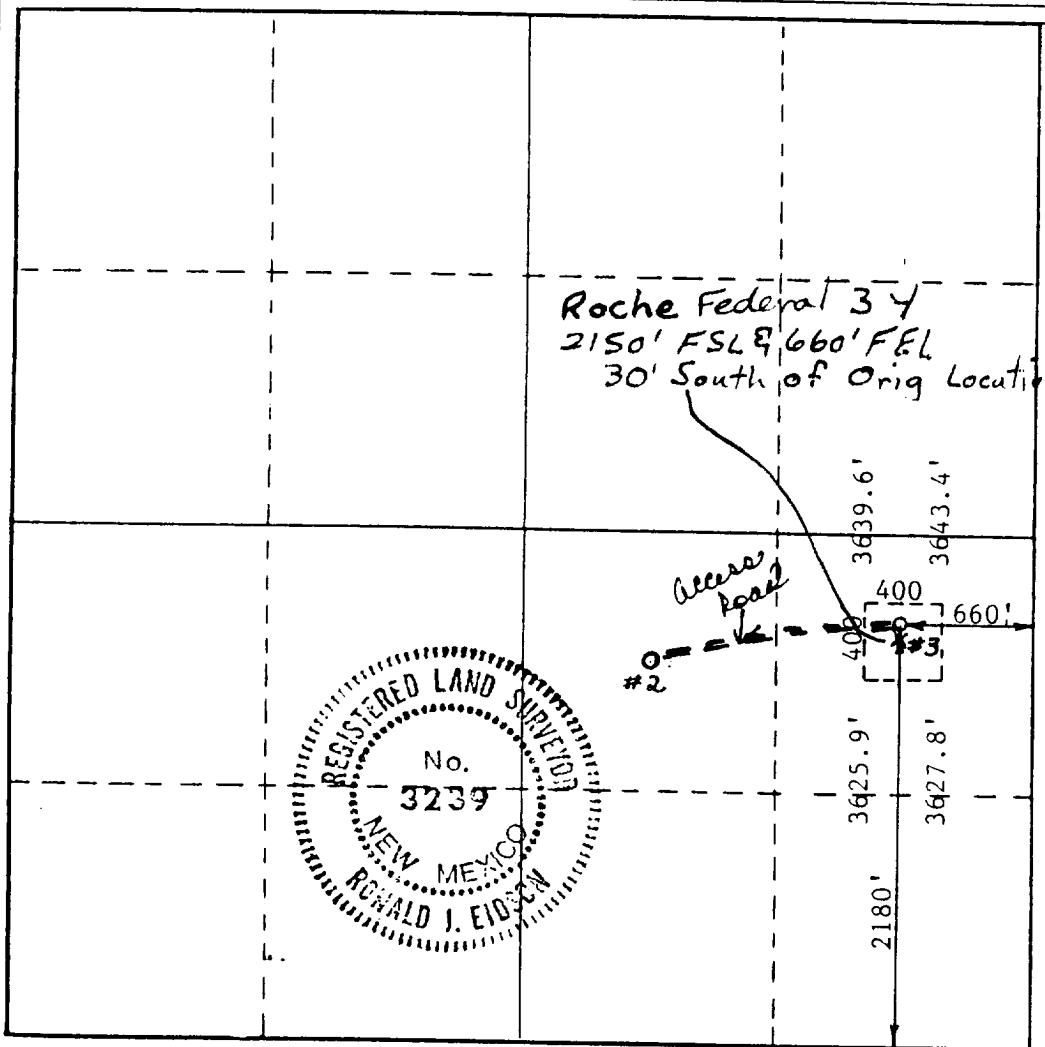 Roche Federal 3 Y
2150' FSL & 660' FEL
30' South of Orig Locati
3639.6'
3643.4'
Access
Road
400
660'
400
#3
#2
REGISTERED LAND SURVEYOR
No.
3239
NEW MEXICO
RONALD J. EIDSON
3625.9'
3627.8'
2180'